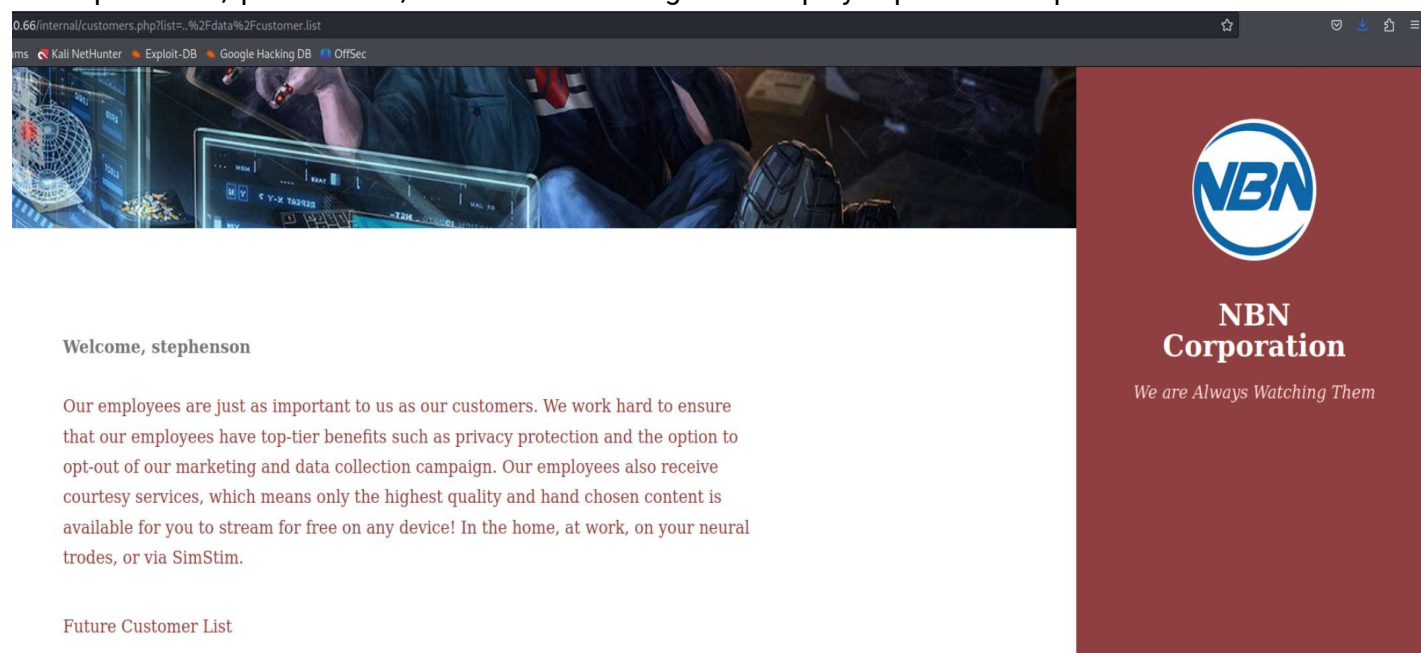 0.66/internal/customers.php?list=..%2Fdata%2Fcustomer.list
ms Kali NetHunter Exploit-DB Google Hacking DB OffSec
NBN
NBN
Corporation
We are Always Watching Them
Welcome, stephenson
Our employees are just as important to us as our customers. We work hard to ensure
that our employees have top-tier benefits such as privacy protection and the option to
opt-out of our marketing and data collection campaign. Our employees also receive
courtesy services, which means only the highest quality and hand chosen content is
available for you to stream for free on any device! In the home, at work, on your neural
trodes, or via SimStim.
Future Customer List